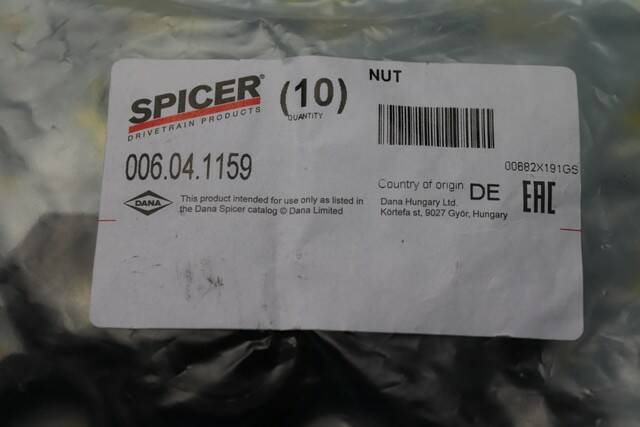 SPICER®
DRIVETRAIN PRODUCTS
(10)
QUANTITY
NUT
006.04.1159
00682X191GS
DANA
This product intended for use only as listed in
the Dana Spicer catalog © Dana Limited
Country of origin DE
Dana Hungary Ltd.
Körtefa st, 9027 Győr, Hungary
EAC